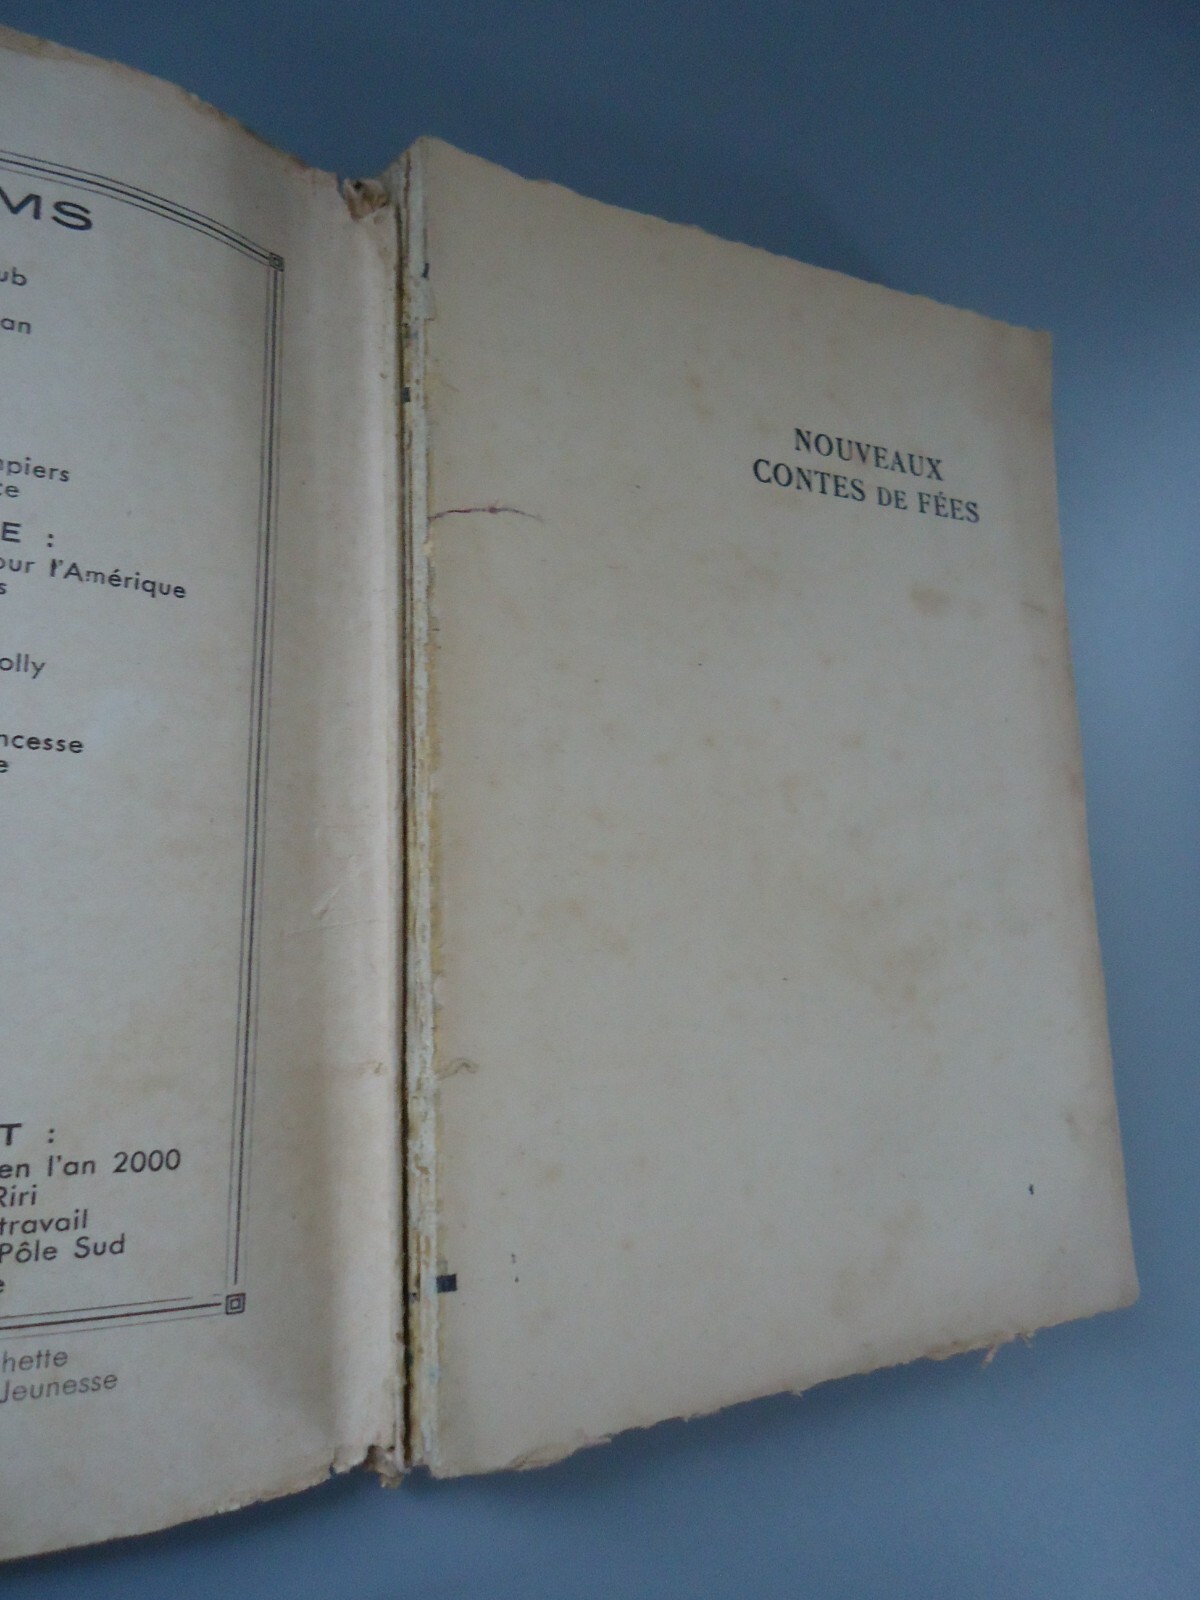 MS
ub
an
piers
ce
E :
our l'Amérique
s
olly
ncesse
e
T :
en l'an 2000
Riri
travail
Pôle Sud
e
hette
Jeunesse
NOUVEAUX
CONTES DE FÉES